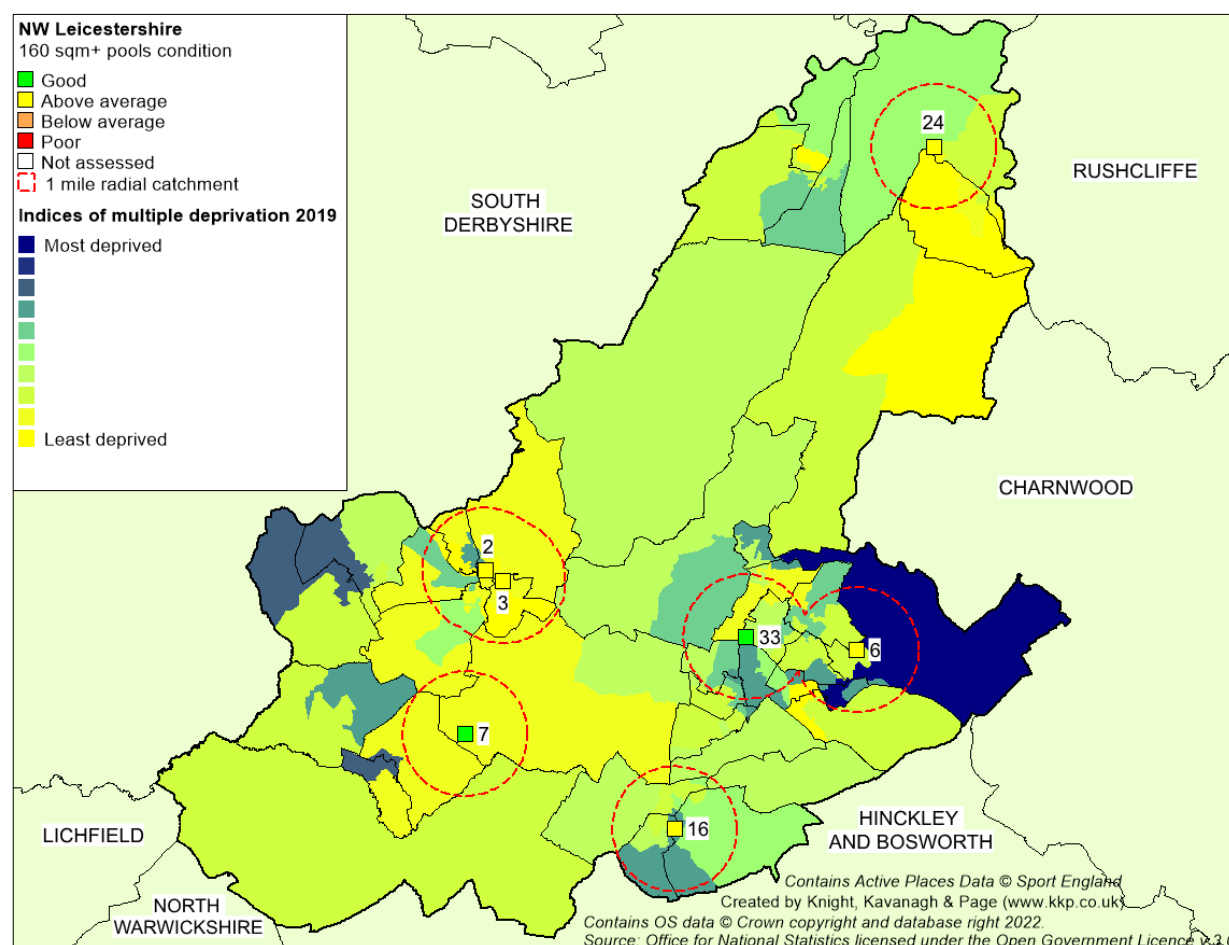 NW Leicestershire
160 sqm+ pools condition
Good
Above average
Below average
Poor
Not assessed
1 mile radial catchment
Indices of multiple deprivation 2019
Most deprived
Least deprived
24
RUSHCLIFFE
SOUTH
DERBYSHIRE
CHARNWOOD
2
3
33
6
7
16
LICHFIELD
HINCKLEY
AND BOSWORTH
NORTH
WARWICKSHIRE
Contains Active Places Data © Sport England
Created by Knight, Kavanagh & Page (www.kkp.co.uk)
Contains OS data © Crown copyright and database right 2022.
Source: Office for National Statistics licensed under the Open Government Licence v.3.